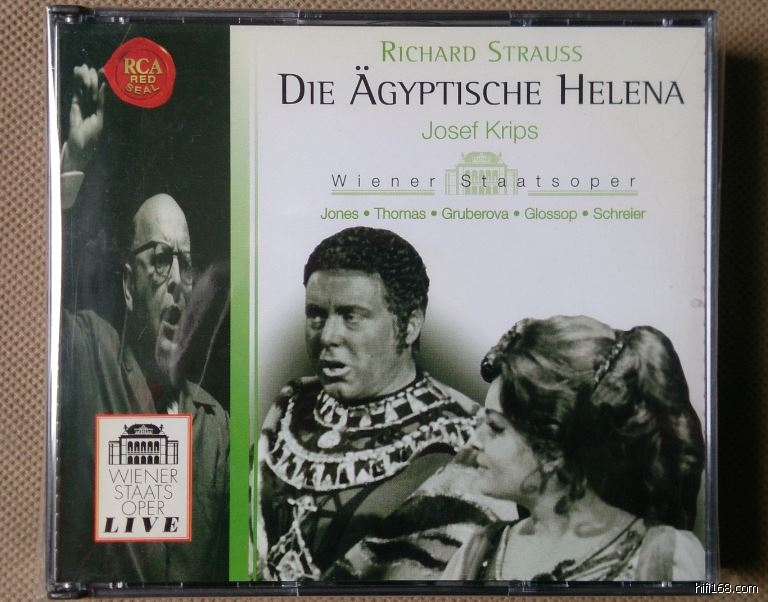 RCA
RED
SEAL
RICHARD STRAUSS
DIE ÄGYPTISCHE HELENA
Josef Krips
Wiener Staatsoper
Jones • Thomas • Gruberova • Glossop • Schreier
WIENER
STAATS
OPER
LIVE
hifi168.com